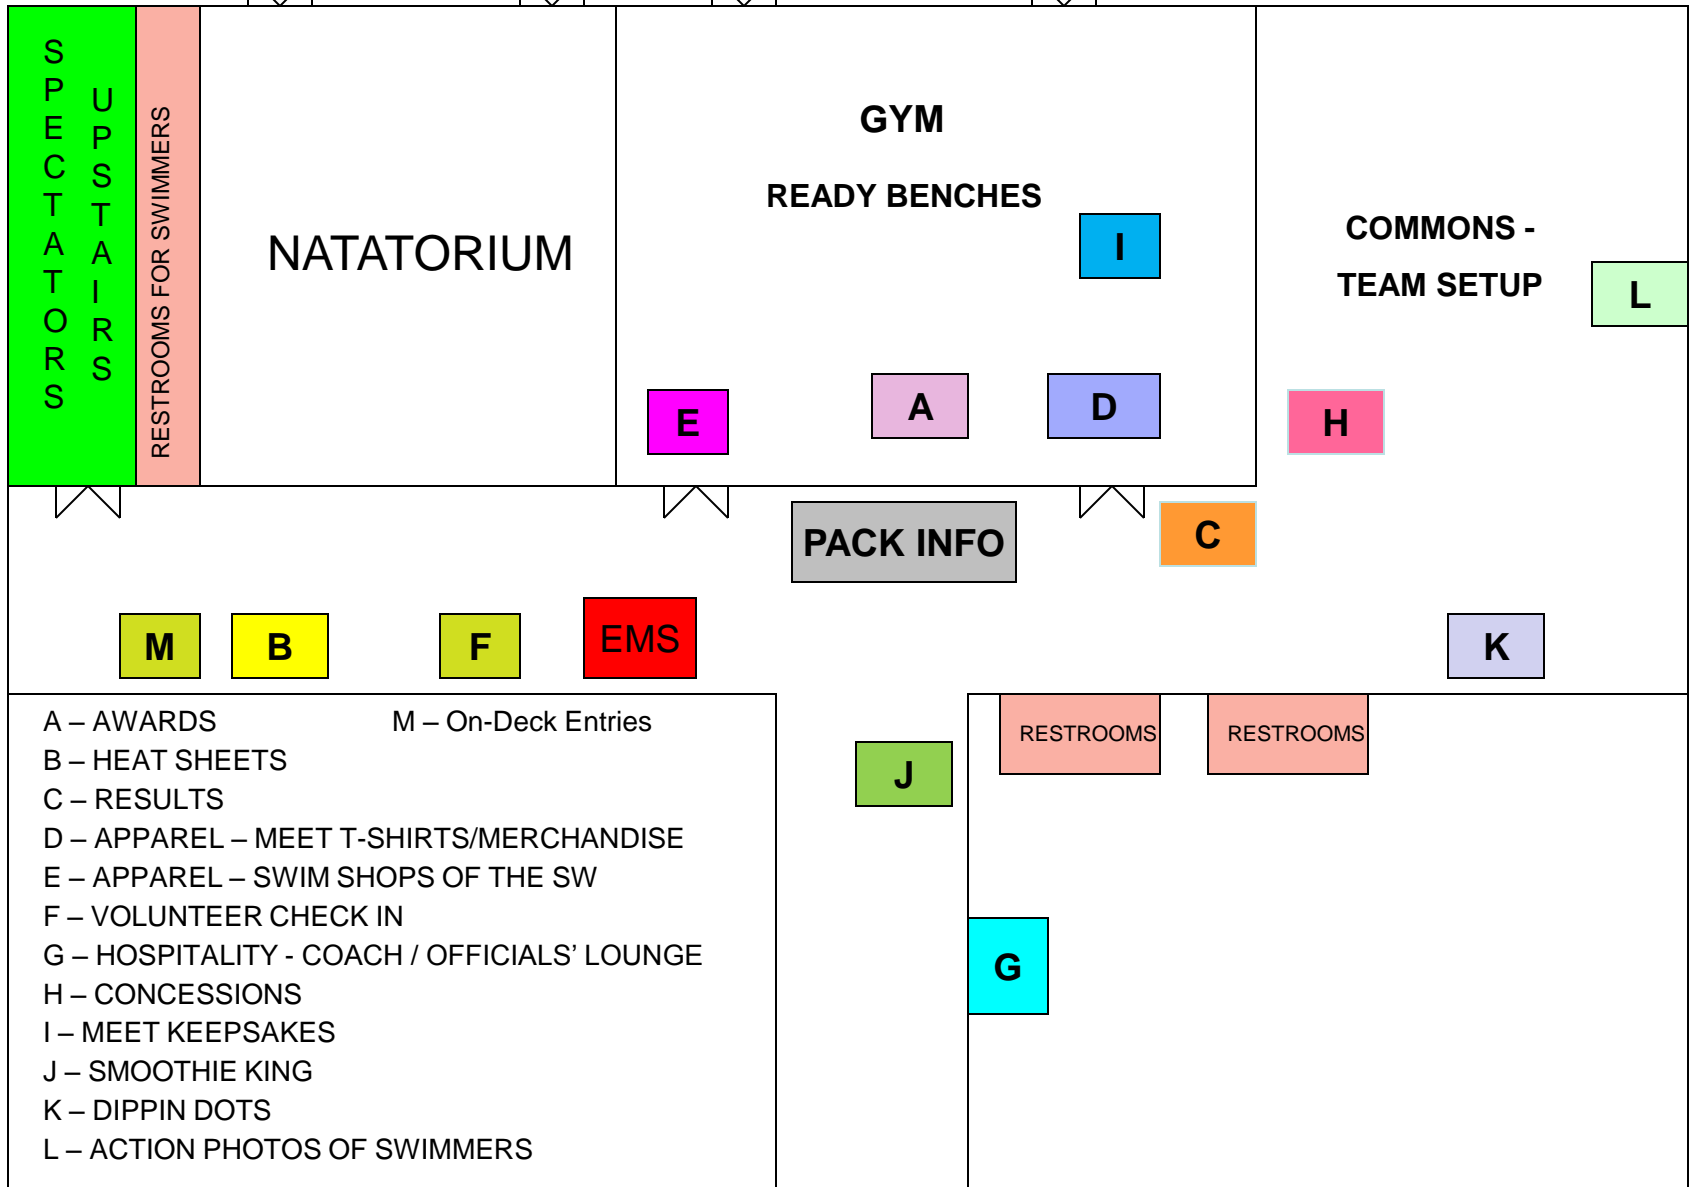 SPECTATORS
UPSTAIRS
RESTROOMS FOR SWIMMERS
NATATORIUM
GYM
READY BENCHES
I
COMMONS -
TEAM SETUP
L
E
A
D
H
PACK INFO
C
M
B
F
EMS
K
A – AWARDS
M – On-Deck Entries
B – HEAT SHEETS
C – RESULTS
D – APPAREL – MEET T-SHIRTS/MERCHANDISE
E – APPAREL – SWIM SHOPS OF THE SW
F – VOLUNTEER CHECK IN
G – HOSPITALITY - COACH / OFFICIALS’ LOUNGE
H – CONCESSIONS
I – MEET KEEPSAKES
J – SMOOTHIE KING
K – DIPPIN DOTS
L – ACTION PHOTOS OF SWIMMERS
RESTROOMS
RESTROOMS
J
G